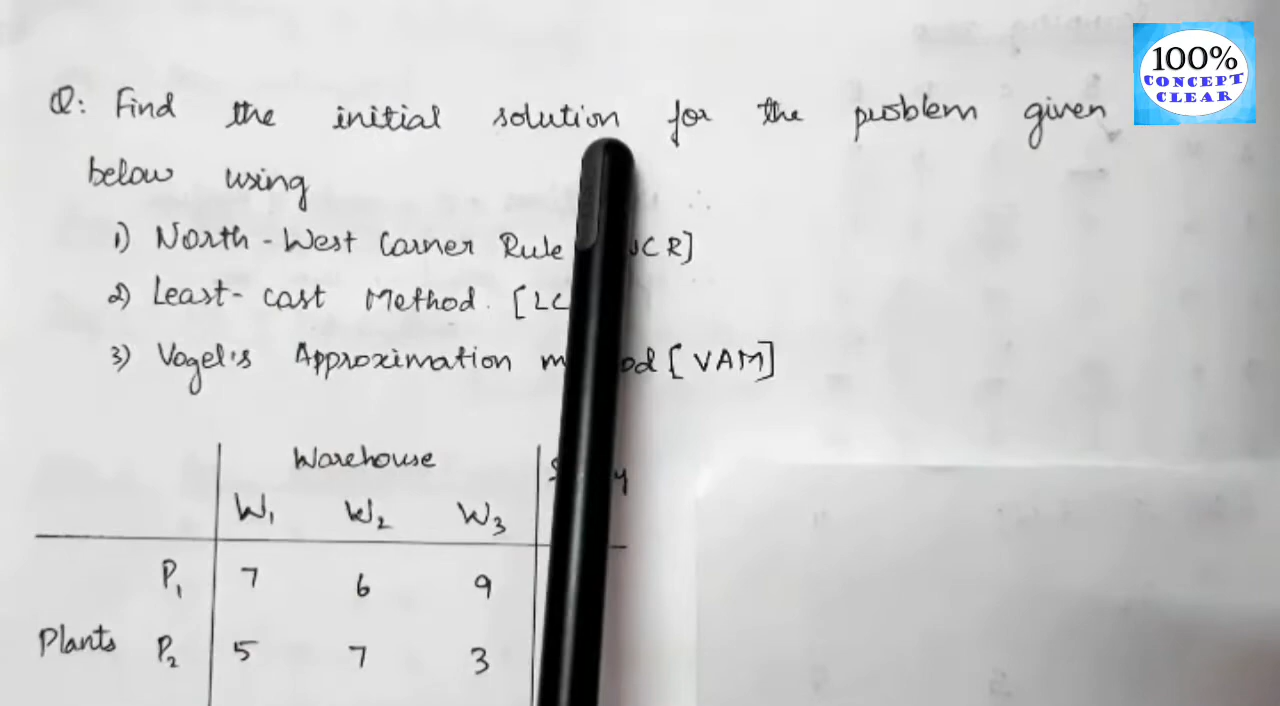 100%
CONCEPT
CLEAR
Q: Find the initial solution for the problem given
below using
1) North-West Corner Rule CR]
2) Least-cost Method. [LC
3) Vogel's Approximation m od [VAM]
Warehouse
W₁ W₂ W₃
P₁ 7 6 9
Plants P₂ 5 7 3